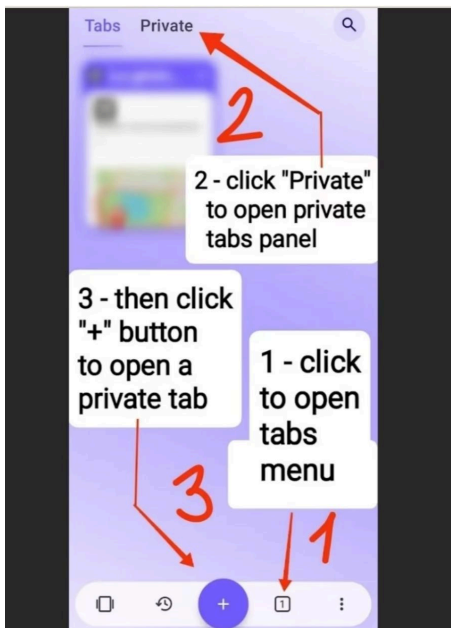 Tabs Private
2
2 - click "Private"
to open private
tabs panel
3 - then click
"+" button
to open a
private tab
1 - click
to open
tabs
menu
3
1
+
1